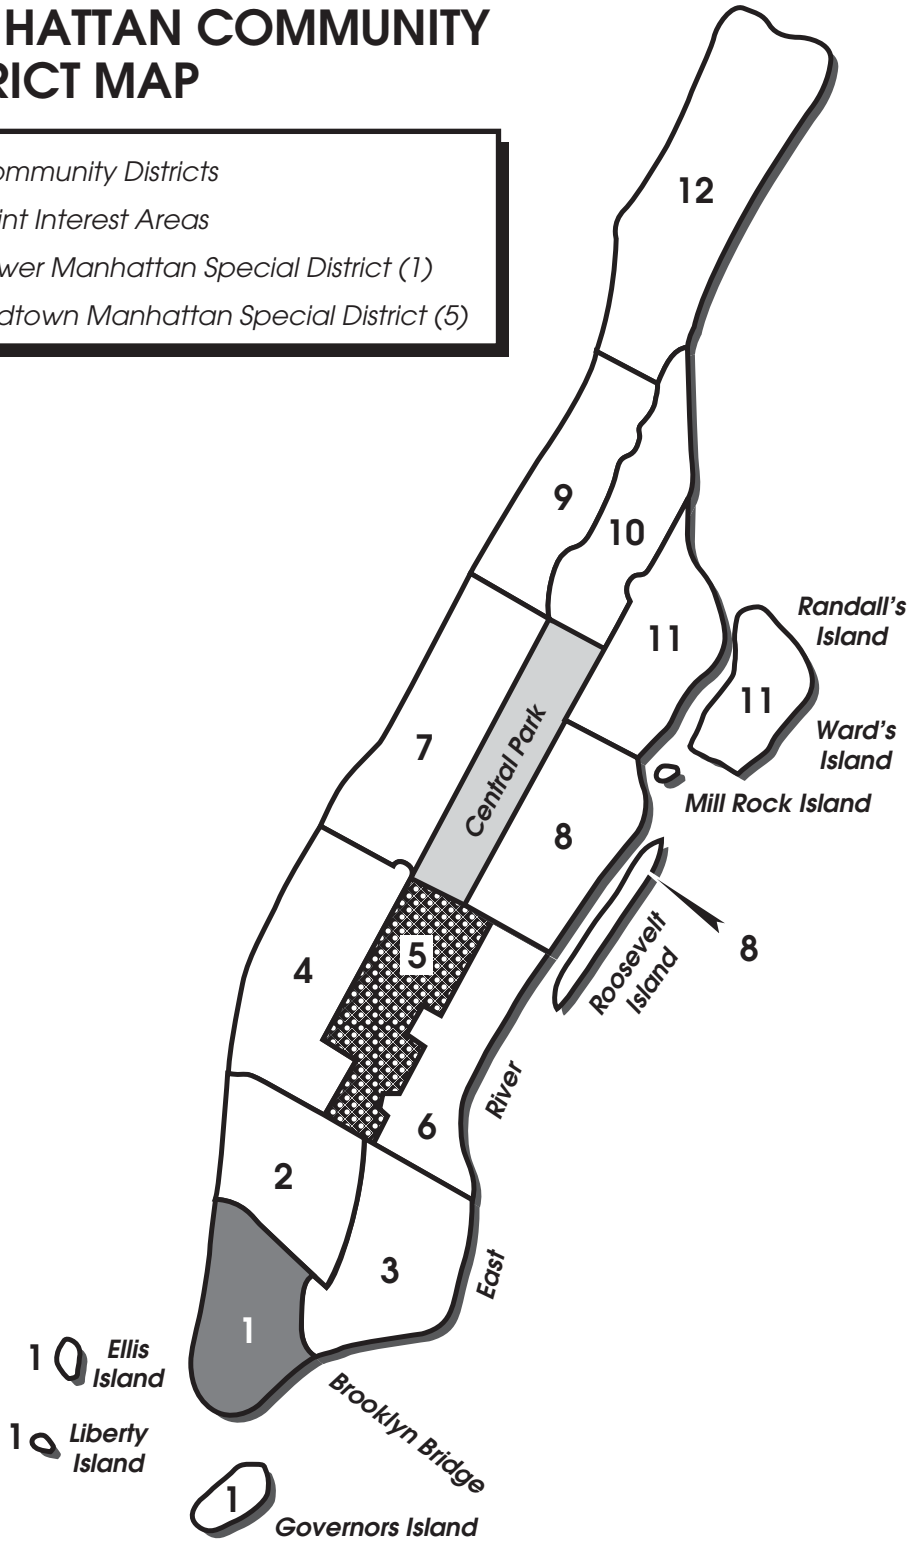 HATTAN COMMUNITY
RICT MAP
ommunity Districts
int Interest Areas
wer Manhattan Special District (1)
dtown Manhattan Special District (5)
12
9
10
Randall's
Island
11
11
7
Central Park
Ward's
Island
Mill Rock Island
8
5
8
4
Roosevelt
Island
River
6
2
3
East
1
1
Ellis
Island
1
Liberty
Island
Brooklyn Bridge
1
Governors Island